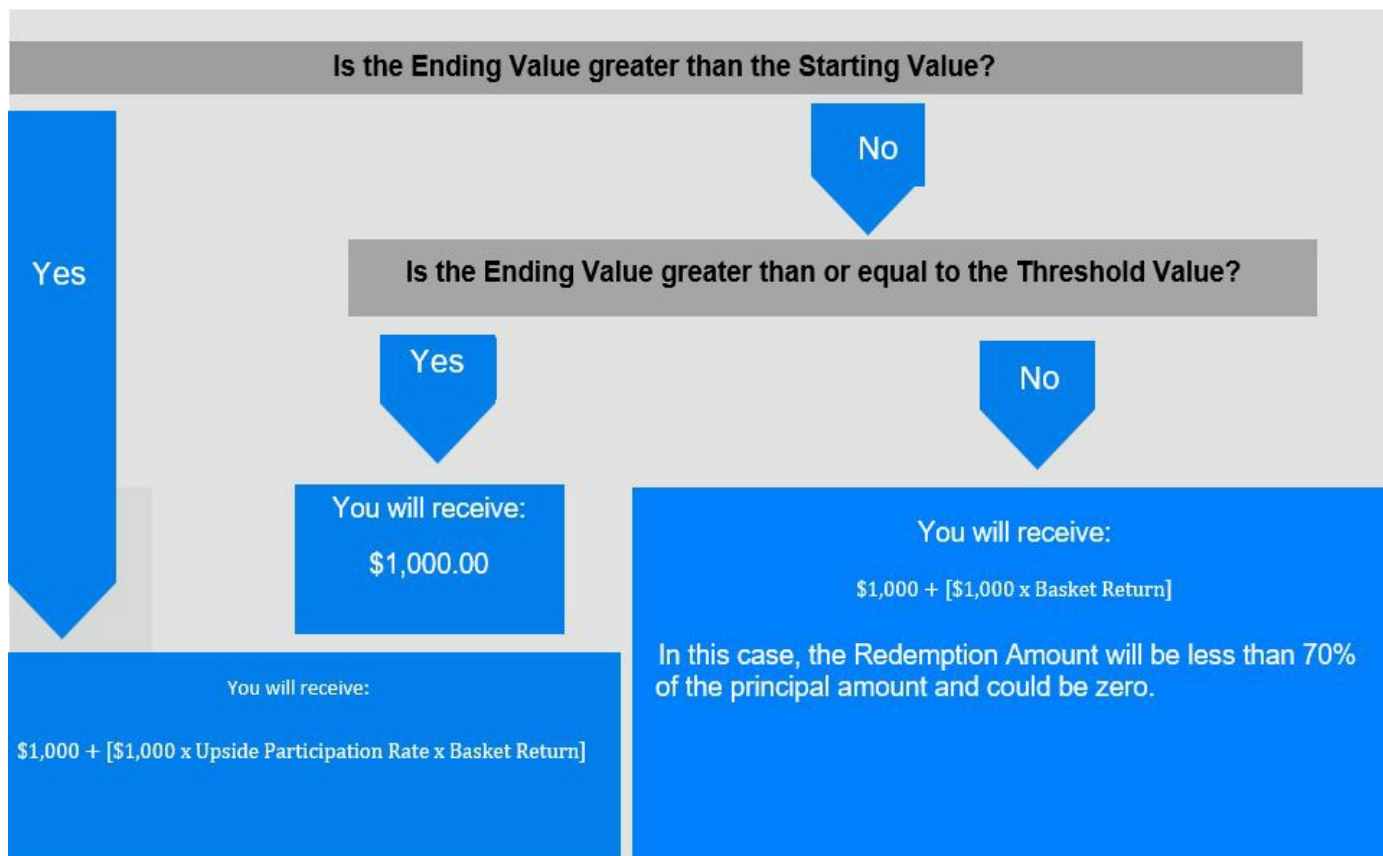 Is the Ending Value greater than the Starting Value?
No
Yes
Is the Ending Value greater than or equal to the Threshold Value?
Yes
No
You will receive:
$1,000.00
You will receive:
$1,000 + [$1,000 x Basket Return]
In this case, the Redemption Amount will be less than 70%
of the principal amount and could be zero.
You will receive:
$1,000 + [$1,000 x Upside Participation Rate x Basket Return]